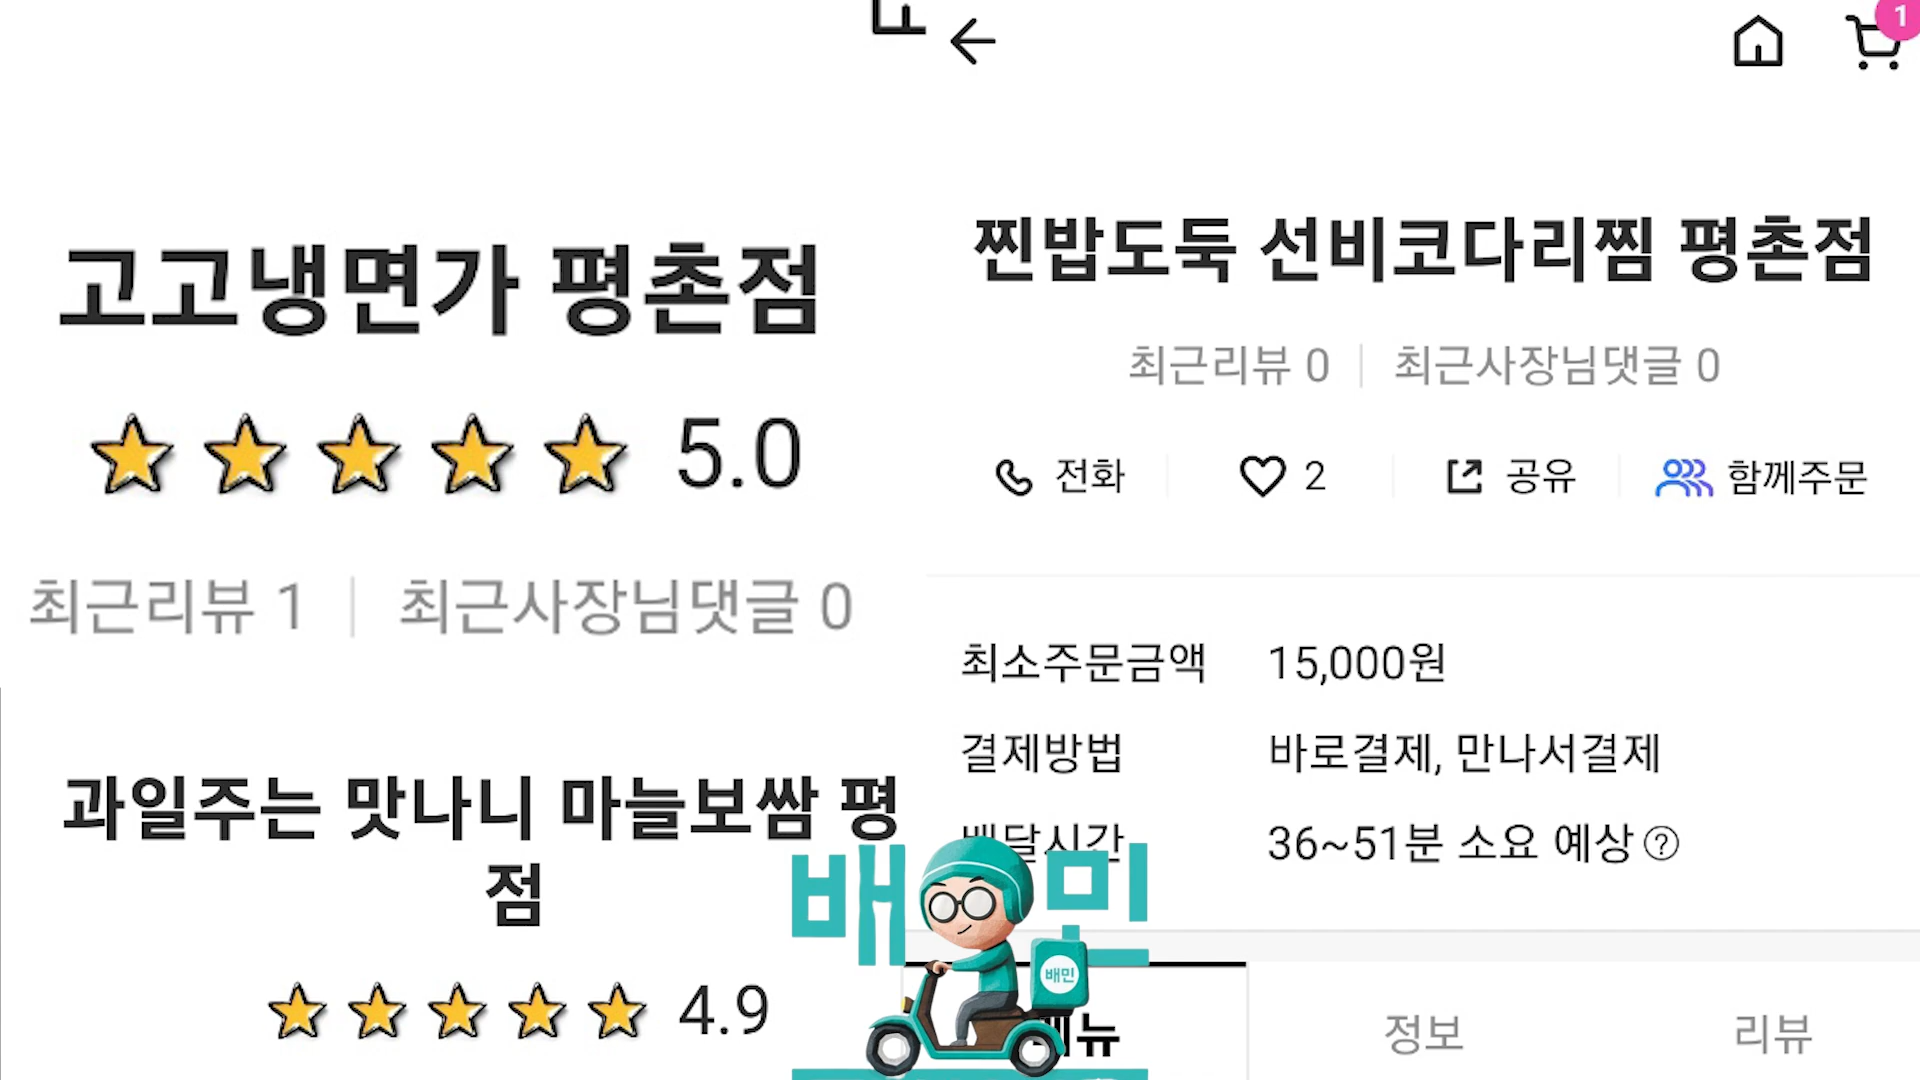 고고냉면가 평촌점
5.0
최근리뷰 1 | 최근사장님댓글 0
과일주는 맛나니 마늘보쌈 평
점
4.9
1
찐밥도둑 선비코다리찜 평촌점
최근리뷰 0 | 최근사장님댓글 0
전화 2 공유 함께주문
최소주문금액 15,000원
결제방법 바로결제, 만나서결제
배달시간 36~51분 소요 예상
정보 리뷰
배민
배민